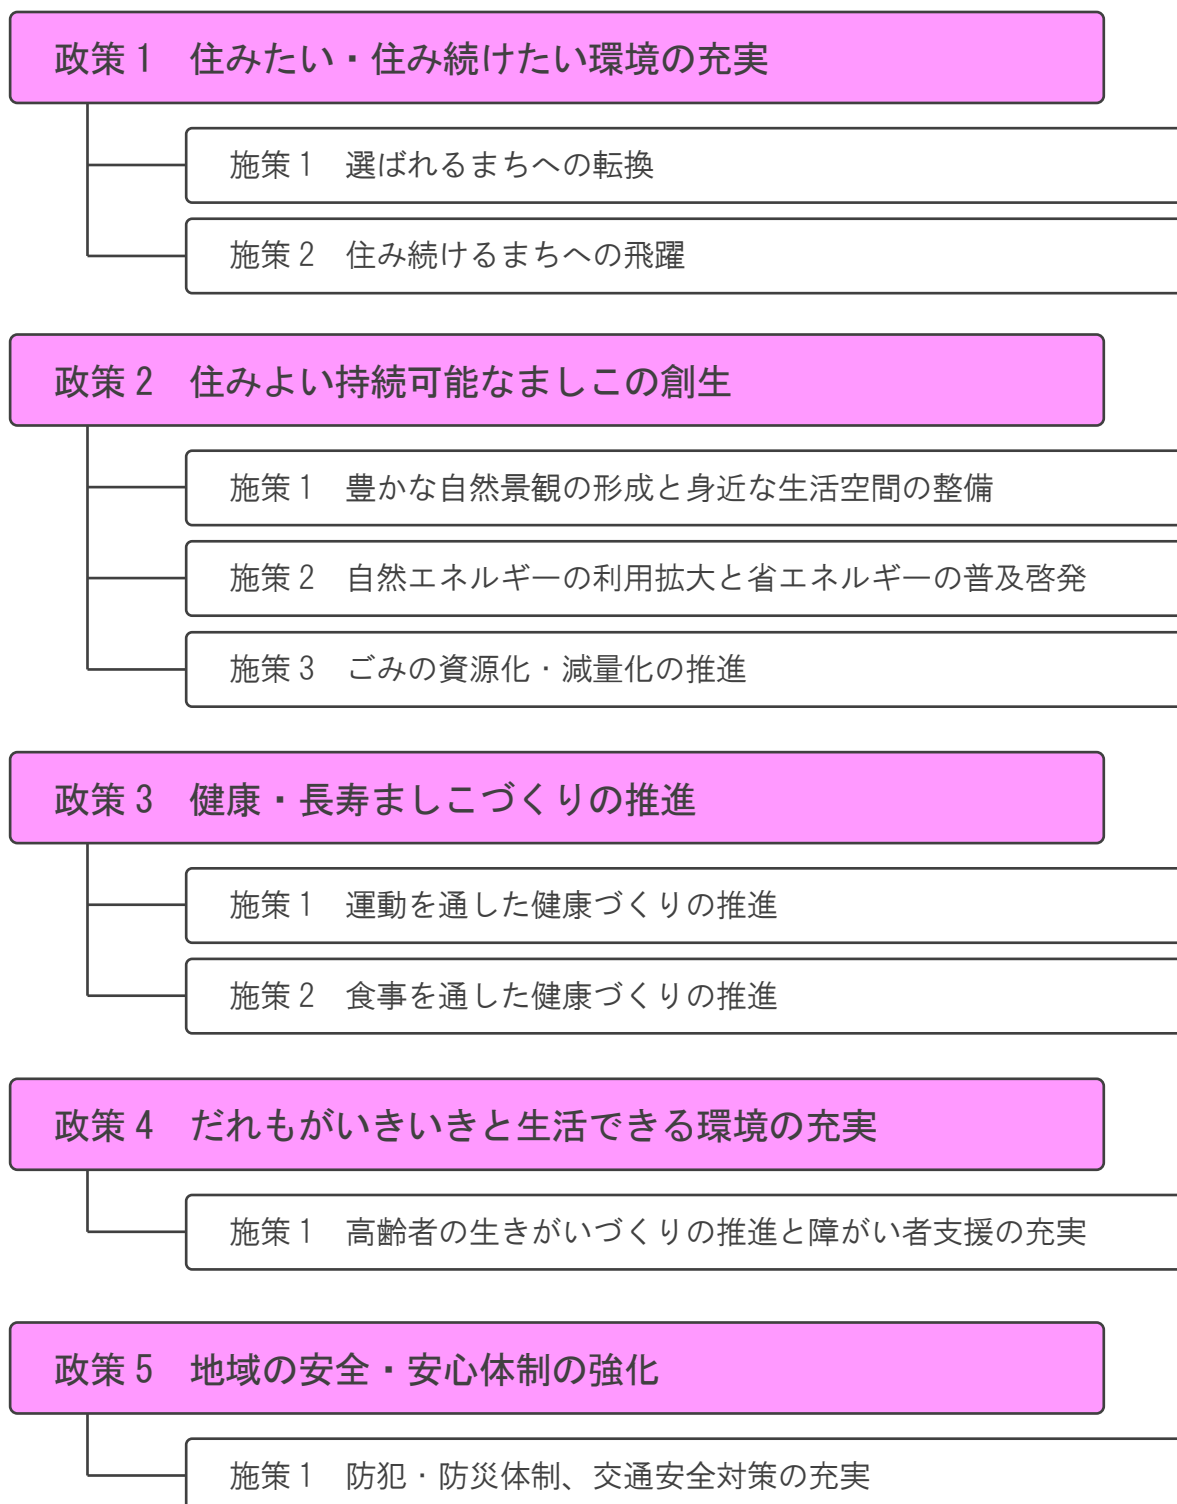 政策1　住みたい・住み続けたい環境の充実
施策1　選ばれるまちへの転換
施策2　住み続けるまちへの飛躍
政策2　住みよい持続可能なましこの創生
施策1　豊かな自然景観の形成と身近な生活空間の整備
施策2　自然エネルギーの利用拡大と省エネルギーの普及啓発
施策3　ごみの資源化・減量化の推進
政策3　健康・長寿ましこづくりの推進
施策1　運動を通した健康づくりの推進
施策2　食事を通した健康づくりの推進
政策4　だれもがいきいきと生活できる環境の充実
施策1　高齢者の生きがいづくりの推進と障がい者支援の充実
政策5　地域の安全・安心体制の強化
施策1　防犯・防災体制、交通安全対策の充実